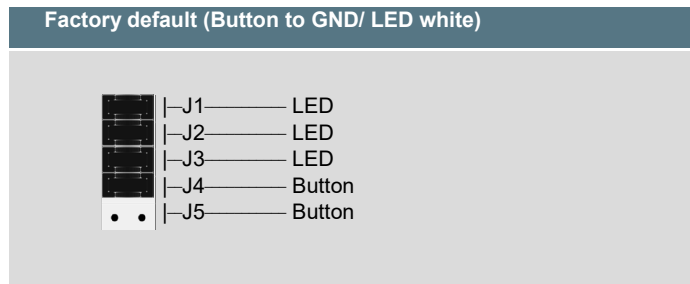 Factory default (Button to GND/ LED white)
|—J1———— LED
|—J2———— LED
|—J3———— LED
|—J4———— Button
|—J5———— Button